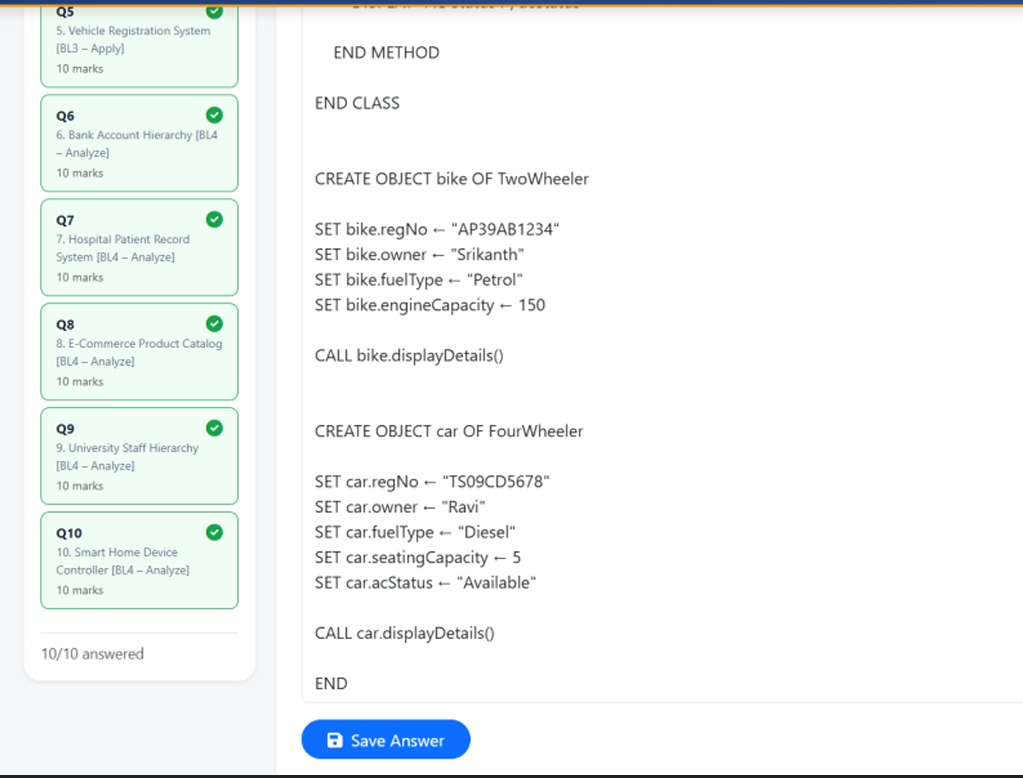 Q5
5. Vehicle Registration System
[BL3 – Apply]
10 marks
Q6
6. Bank Account Hierarchy [BL4
– Analyze]
10 marks
Q7
7. Hospital Patient Record
System [BL4 – Analyze]
10 marks
Q8
8. E-Commerce Product Catalog
[BL4 – Analyze]
10 marks
Q9
9. University Staff Hierarchy
[BL4 – Analyze]
10 marks
Q10
10. Smart Home Device
Controller [BL4 – Analyze]
10 marks
10/10 answered
END METHOD
END CLASS
CREATE OBJECT bike OF TwoWheeler
SET bike.regNo ← "AP39AB1234"
SET bike.owner ← "Srikanth"
SET bike.fuelType ← "Petrol"
SET bike.engineCapacity ← 150
CALL bike.displayDetails()
CREATE OBJECT car OF FourWheeler
SET car.regNo ← "TS09CD5678"
SET car.owner ← "Ravi"
SET car.fuelType ← "Diesel"
SET car.seatingCapacity ← 5
SET car.acStatus ← "Available"
CALL car.displayDetails()
END
Save Answer